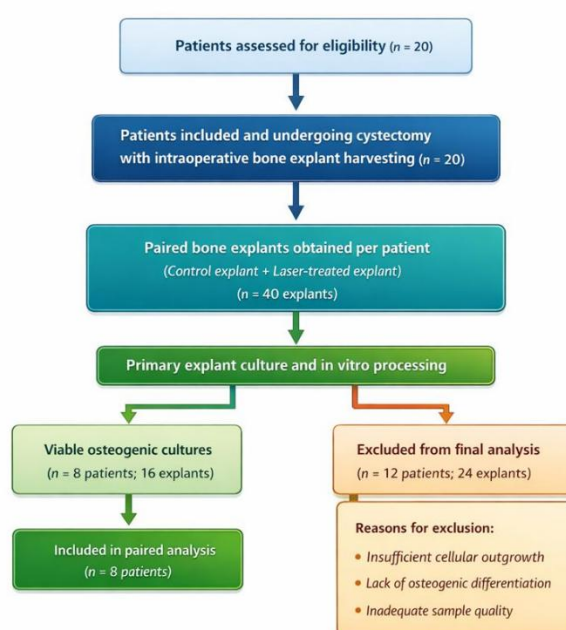 Patients assessed for eligibility (n = 20)
Patients included and undergoing cystectomy
with intraoperative bone explant harvesting (n = 20)
Paired bone explants obtained per patient
(Control explant + Laser-treated explant)
(n = 40 explants)
Primary explant culture and in vitro processing
Viable osteogenic cultures
(n = 8 patients; 16 explants)
Included in paired analysis
(n = 8 patients)
Excluded from final analysis
(n = 12 patients; 24 explants)
Reasons for exclusion:
• Insufficient cellular outgrowth
• Lack of osteogenic differentiation
• Inadequate sample quality